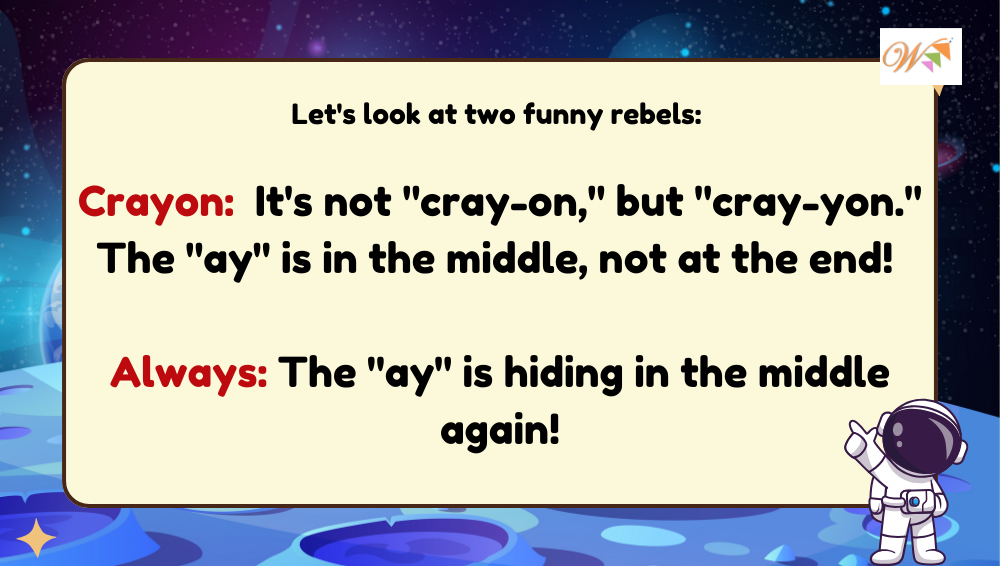 W
Let's look at two funny rebels:
Crayon: It's not "cray-on," but "cray-yon."
The "ay" is in the middle, not at the end!
Always: The "ay" is hiding in the middle
again!